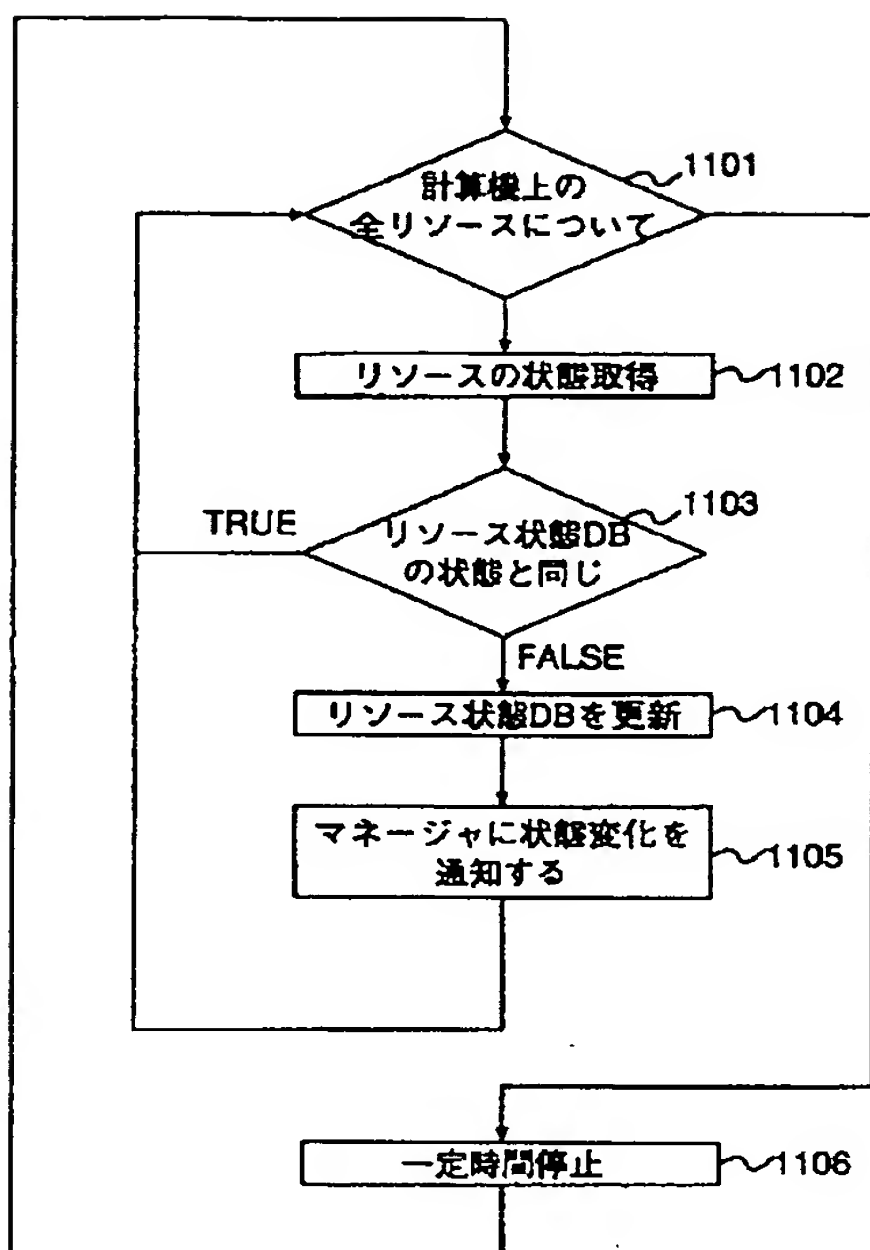 1101
計算機上の
全リソースについて
リソースの状態取得
1102
1103
TRUE
リソース状態DB
の状態と同じ
FALSE
リソース状態DBを更新
1104
マネージャに状態変化を
通知する
1105
一定時間停止
1106